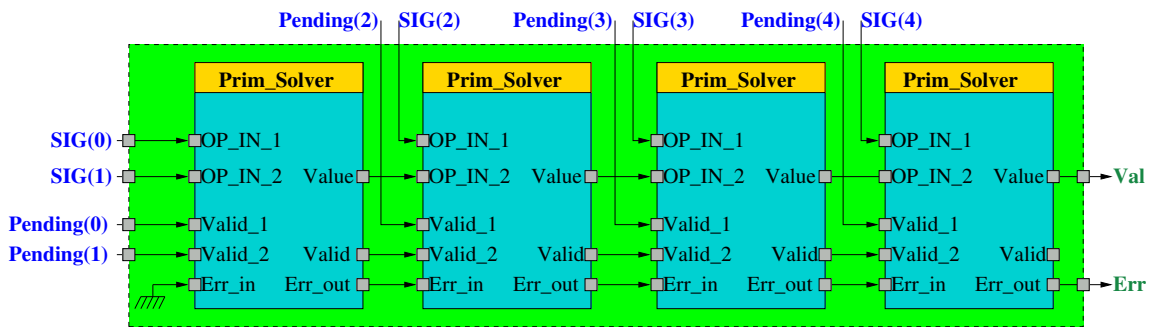 Pending(2) SIG(2) Pending(3) SIG(3) Pending(4) SIG(4)
Prim_Solver Prim_Solver Prim_Solver Prim_Solver
SIG(0) OP_IN_1 OP_IN_1 OP_IN_1 OP_IN_1
SIG(1) OP_IN_2 Value OP_IN_2 Value OP_IN_2 Value OP_IN_2 Value Val
Pending(0) Valid_1 Valid_1 Valid_1 Valid_1
Pending(1) Valid_2 Valid Valid_2 Valid Valid_2 Valid Valid_2 Valid
Err_in Err_out Err_in Err_out Err_in Err_out Err_in Err_out Err